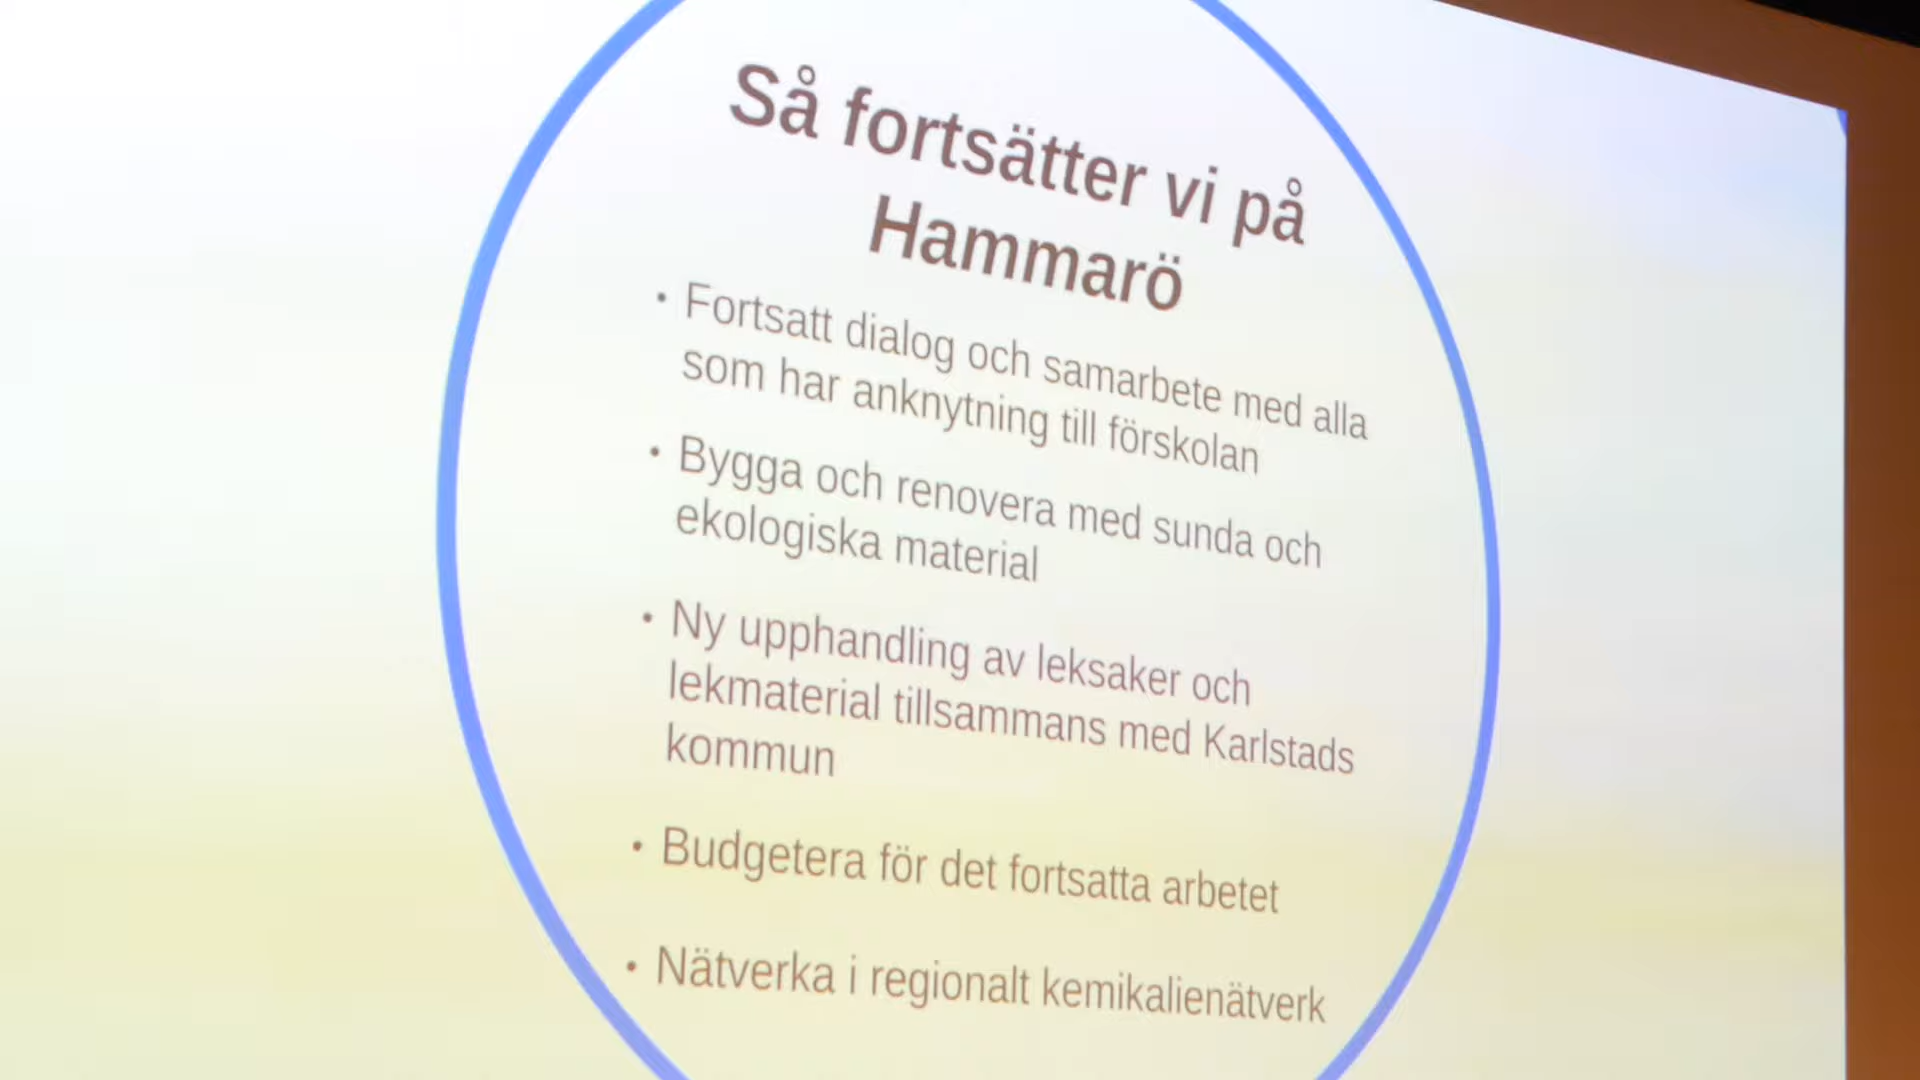 Så fortsätter vi på
Hammarö
• Fortsatt dialog och samarbete med alla
som har anknytning till förskolan
• Bygga och renovera med sunda och
ekologiska material
• Ny upphandling av leksaker och
lekmaterial tillsammans med Karlstads
kommun
• Budgetera för det fortsatta arbetet
• Nätverka i regionalt kemikalienätverk